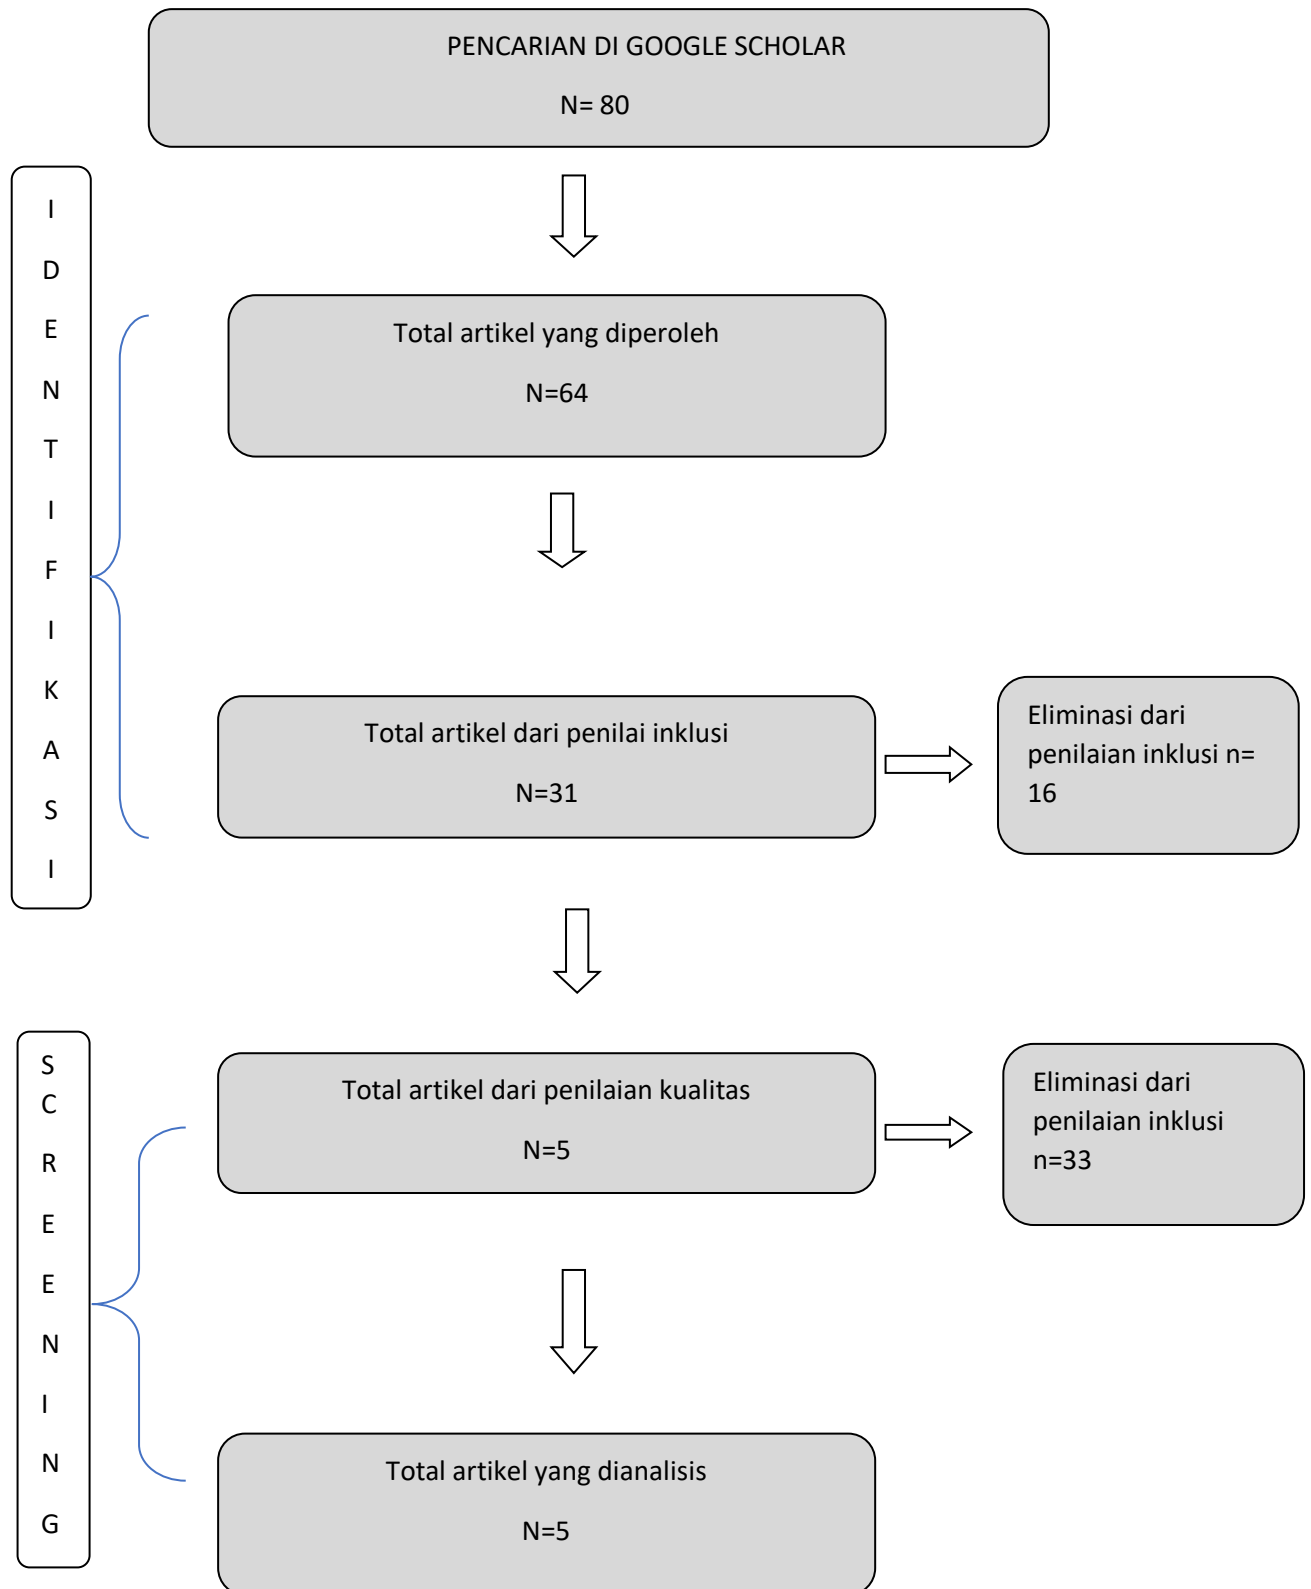 PENCARIAN DI GOOGLE SCHOLAR
N= 80
I
D
E
N
T
I
F
I
K
A
S
I
Total artikel yang diperoleh
N=64
Total artikel dari penilai inklusi
N=31
Eliminasi dari
penilaian inklusi n=
16
S
C
R
E
E
N
I
N
G
Total artikel dari penilaian kualitas
N=5
Eliminasi dari
penilaian inklusi
n=33
Total artikel yang dianalisis
N=5